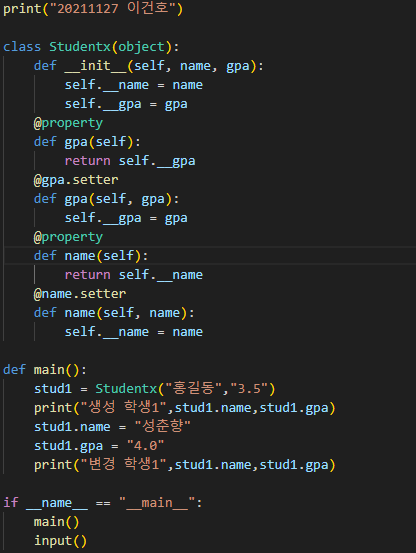 print("20211127 이건호")
class Studentx(object):
def __init__(self, name, gpa):
self.__name = name
self.__gpa = gpa
@property
def gpa(self):
return self.__gpa
@gpa.setter
def gpa(self, gpa):
self.__gpa = gpa
@property
def name(self):
return self.__name
@name.setter
def name(self, name):
self.__name = name
def main():
stud1 = Studentx("홍길동","3.5")
print("생성 학생1",stud1.name,stud1.gpa)
stud1.name = "성준향"
stud1.gpa = "4.0"
print("변경 학생1",stud1.name,stud1.gpa)
if __name__ == "__main__":
main()
input()